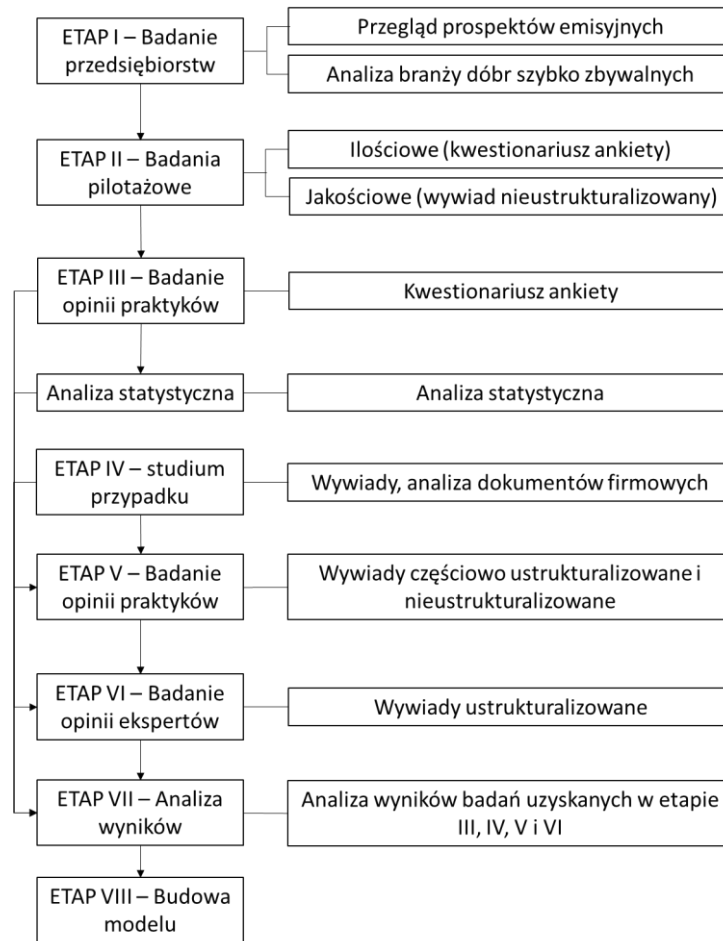 ETAP I – Badanie
przedsiębiorstw
Przegląd prospektów emisyjnych
Analiza branży dóbr szybko zbywalnych
ETAP II – Badania
pilotażowe
Ilościowe (kwestionariusz ankiety)
Jakościowe (wywiad nieustrukturalizowany)
ETAP III – Badanie
opinii praktyków
Kwestionariusz ankiety
Analiza statystyczna
Analiza statystyczna
ETAP IV – studium
przypadku
Wywiady, analiza dokumentów firmowych
ETAP V – Badanie
opinii praktyków
Wywiady częściowo ustrukturalizowane i
nieustrukturalizowane
ETAP VI – Badanie
opinii ekspertów
Wywiady ustrukturalizowane
ETAP VII – Analiza
wyników
Analiza wyników badań uzyskanych w etapie
III, IV, V i VI
ETAP VIII – Budowa
modelu